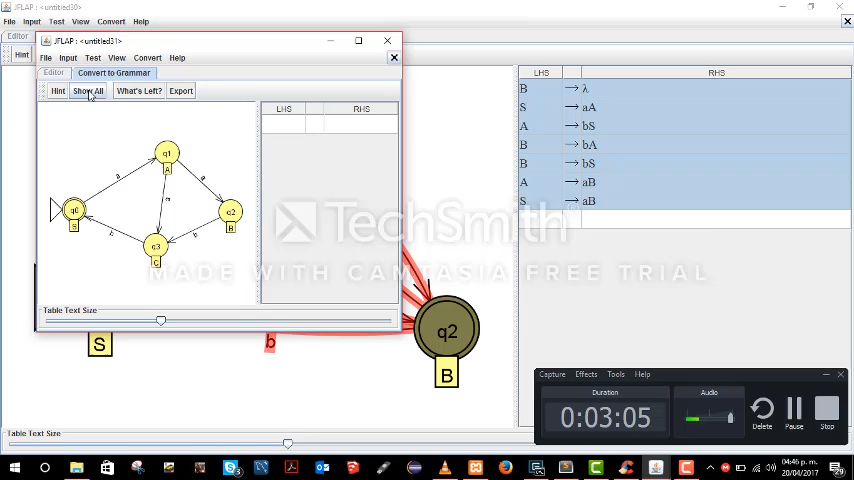 JFLAP : <untitled30>
File Input Test View Convert Help
Editor
Hint
JFLAP : <untitled31>
File Input Test View Convert Help
Editor Convert to Grammar
Hint Show All What's Left? Export
LHS RHS
q0
S
q1
A
q2
B
q3
C
a
a
a
b
b
Table Text Size
LHS RHS
B → λ
S → aA
A → bS
B → bA
B → bS
A → aB
S → aB
TechSmith
MADE WITH CAMTASIA FREE TRIAL
S
b
q2
B
Table Text Size
Capture Effects Tools Help
Duration
0:03:05
Audio
Delete Pause Stop
04:46 p. m.
20/04/2017